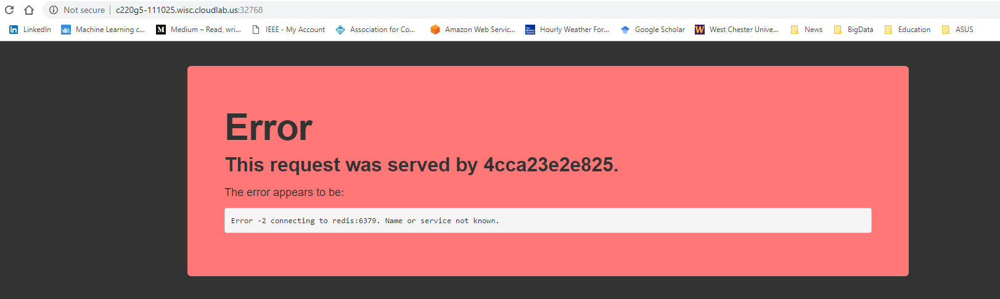 Not secure | c220g5-111025.wisc.cloudlab.us:32768
in LinkedIn Machine Learning c... M Medium – Read, wri... IEEE - My Account Association for Co... Amazon Web Servic... Hourly Weather For... Google Scholar W West Chester Unive... News BigData Education ASUS
Error
This request was served by 4cca23e2e825.
The error appears to be:
Error -2 connecting to redis:6379. Name or service not known.